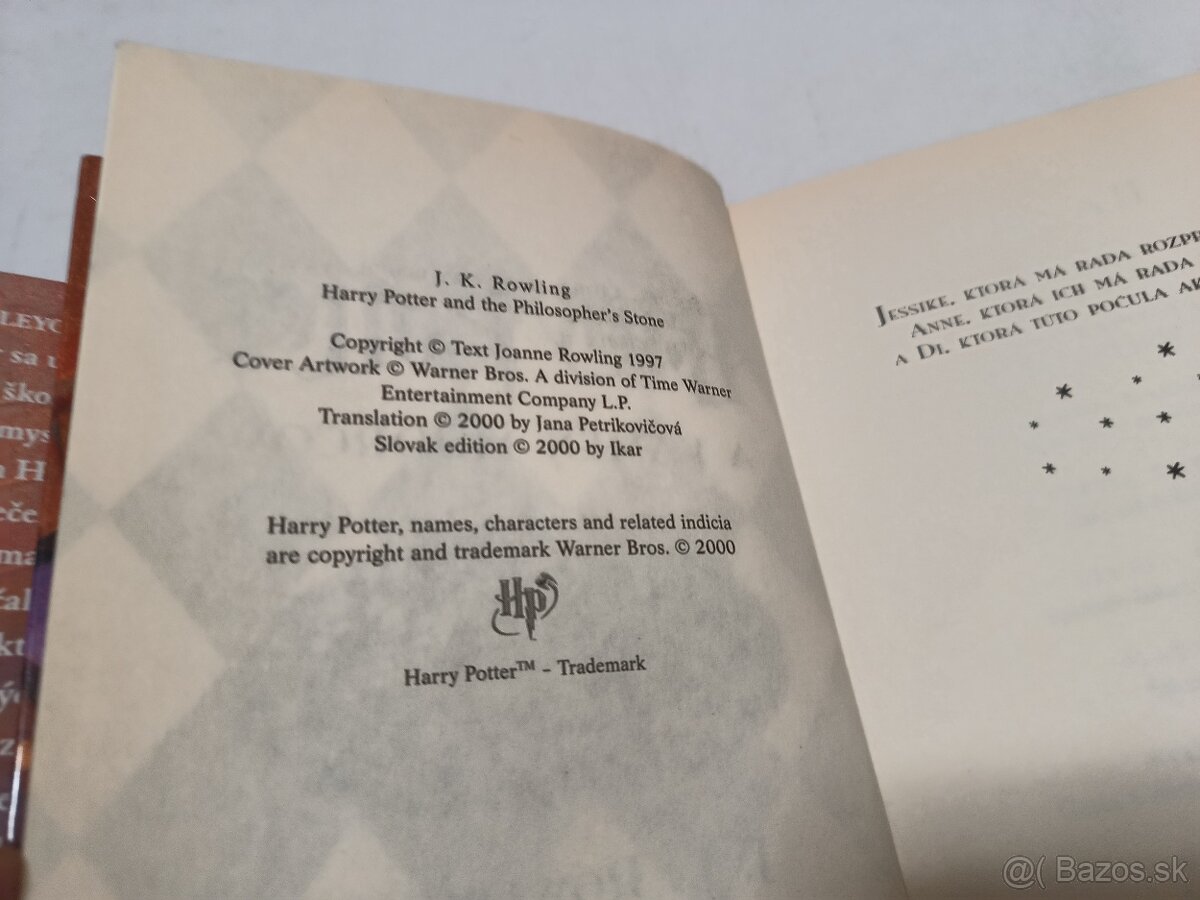 J. K. Rowling
Harry Potter and the Philosopher's Stone
Copyright © Text Joanne Rowling 1997
Cover Artwork © Warner Bros. A division of Time Warner
Entertainment Company L.P.
Translation © 2000 by Jana Petrikovičová
Slovak edition © 2000 by Ikar
Harry Potter, names, characters and related indicia
are copyright and trademark Warner Bros. © 2000
HP
Harry Potter™ – Trademark
JESSIKE, KTORÁ MÁ RADA
ANNE, KTORÁ ICH MÁ RADA
A DI, KTORÁ TÚTO POČULA AK
sa
ško
@( Bazos.sk